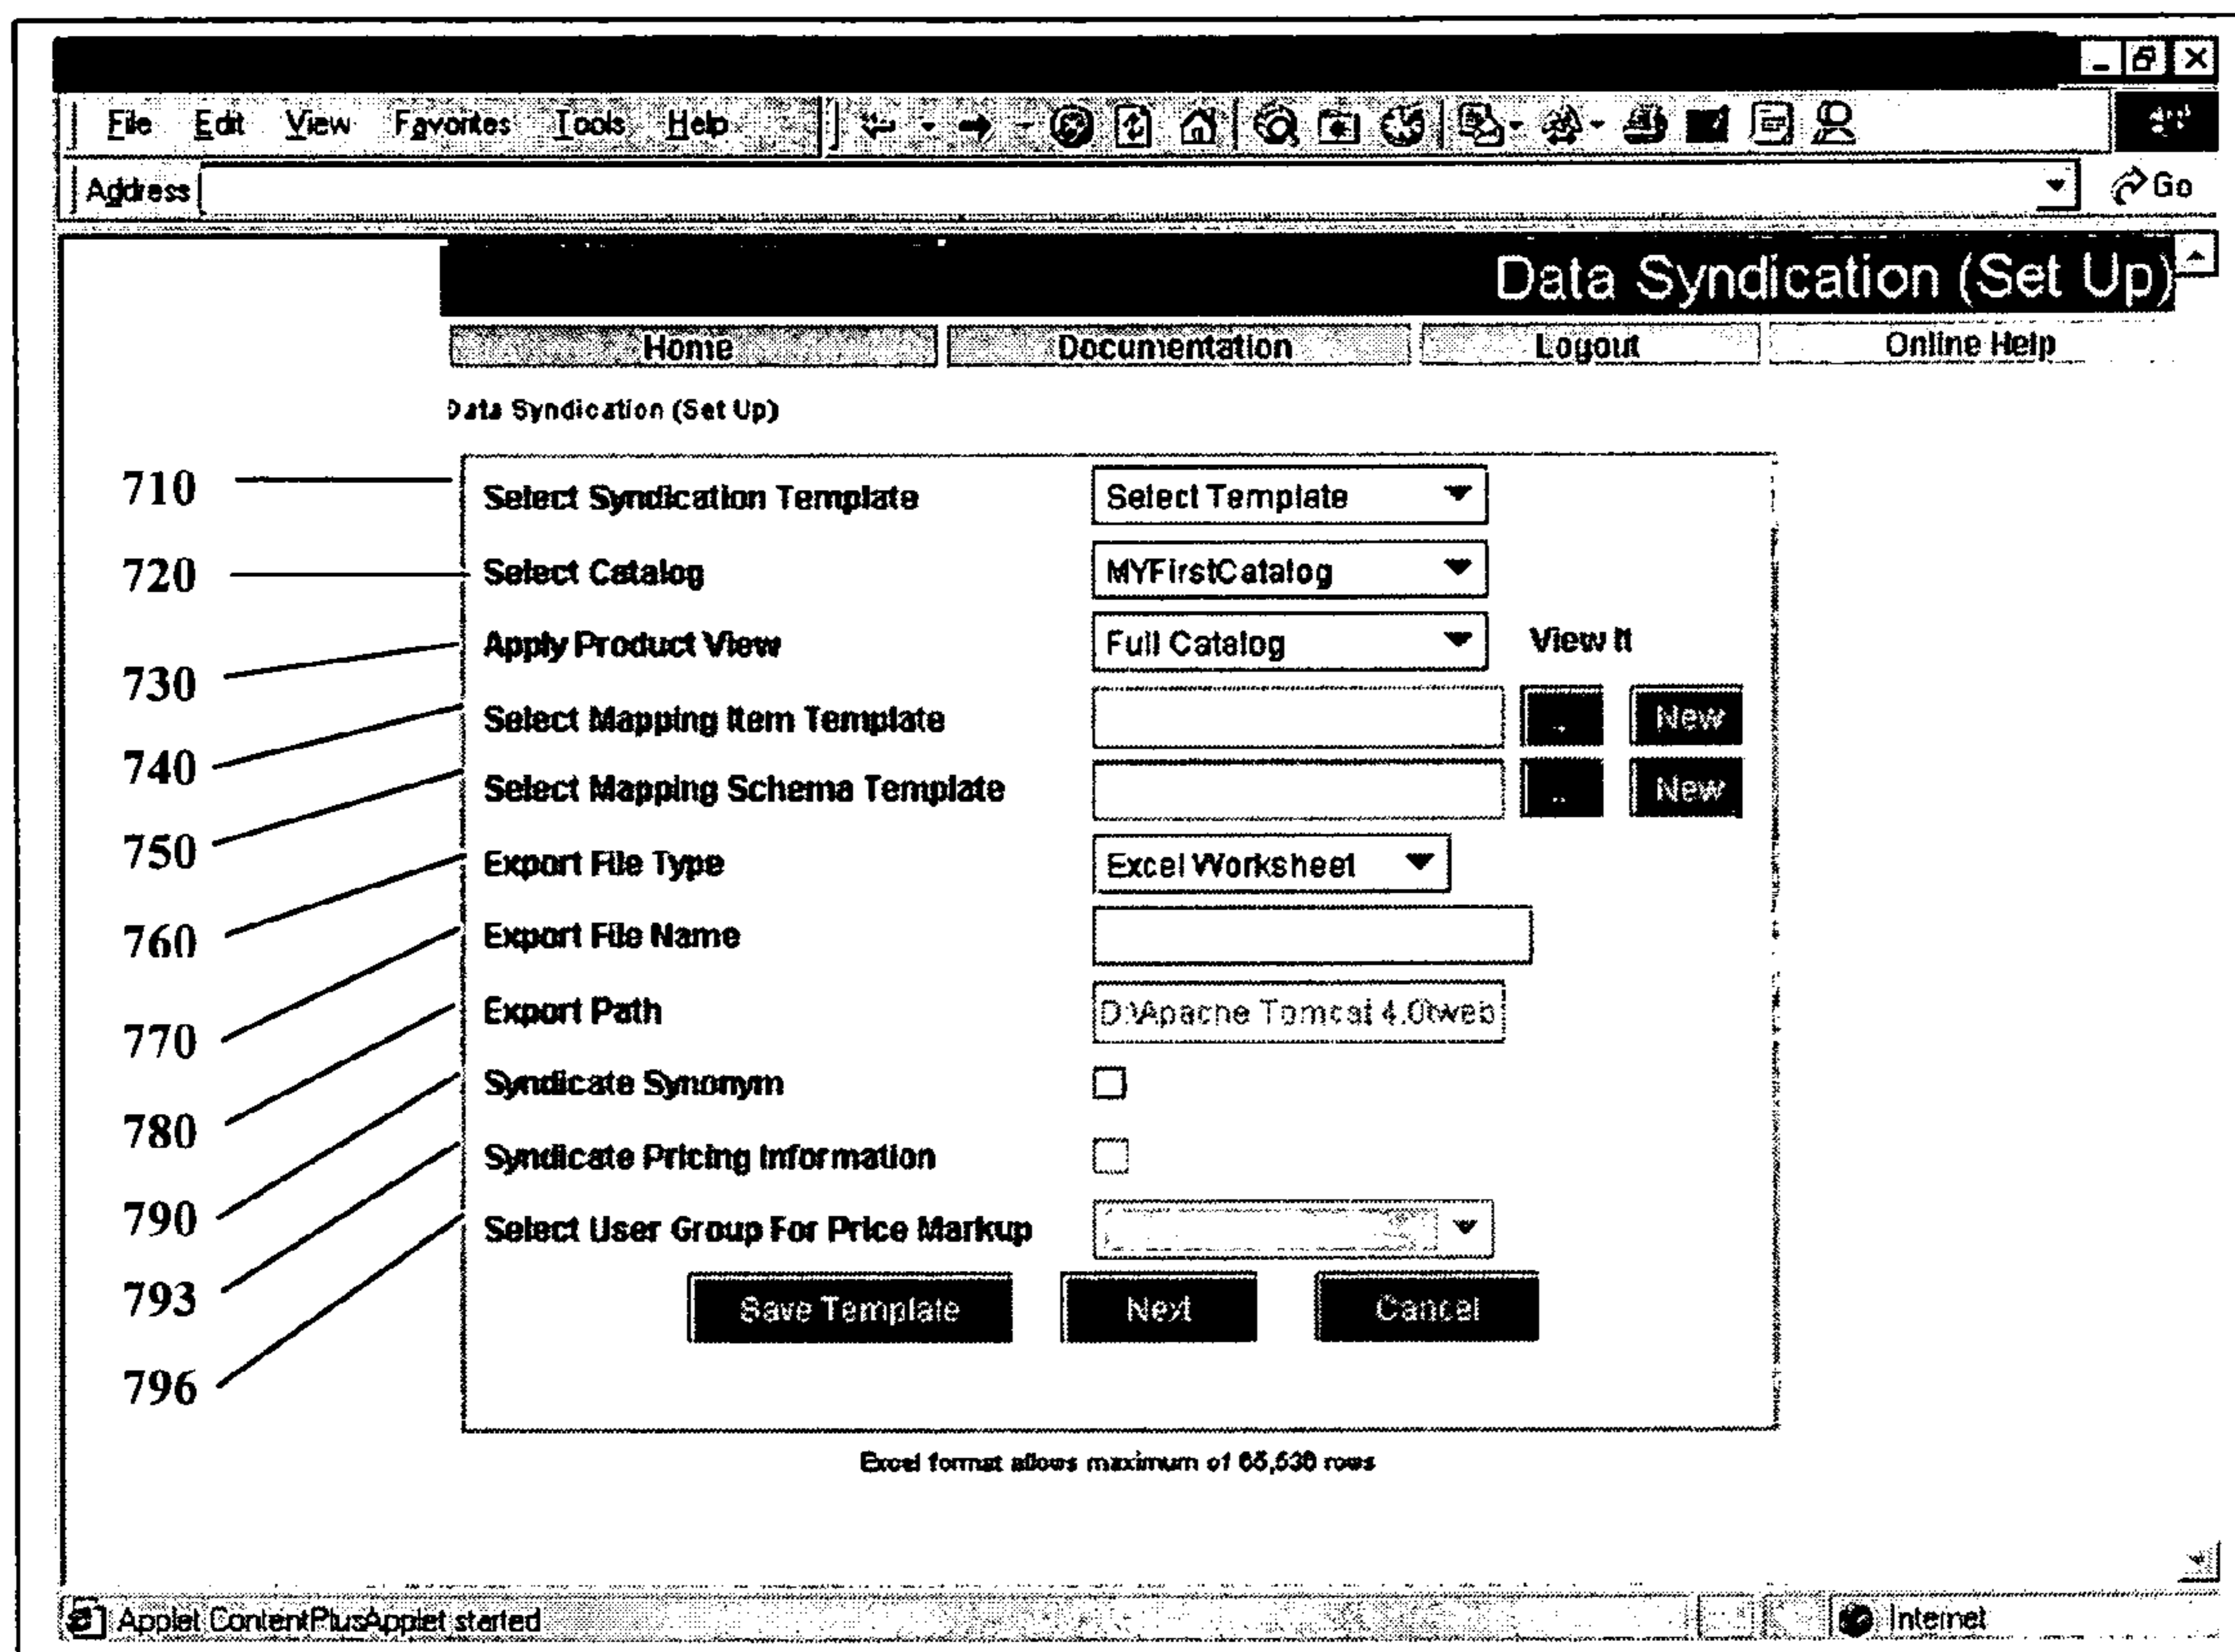 File Edit View Favorites Tools Help
Address Go
Data Syndication (Set Up)
Home Documentation Logout Online Help
Data Syndication (Set Up)
710 Select Syndication Template Select Template
720 Select Catalog MYFirstCatalog
730 Apply Product View Full Catalog View It
740 Select Mapping Item Template .. New
750 Select Mapping Schema Template .. New
760 Export File Type Excel Worksheet
770 Export File Name
780 Export Path D:\Apache Tomcat 4.0\web
790 Syndicate Synonym
793 Syndicate Pricing Information
796 Select User Group For Price Markup
Save Template Next Cancel
Excel format allows maximum of rows
Applet ContentPlusApplet started Internet